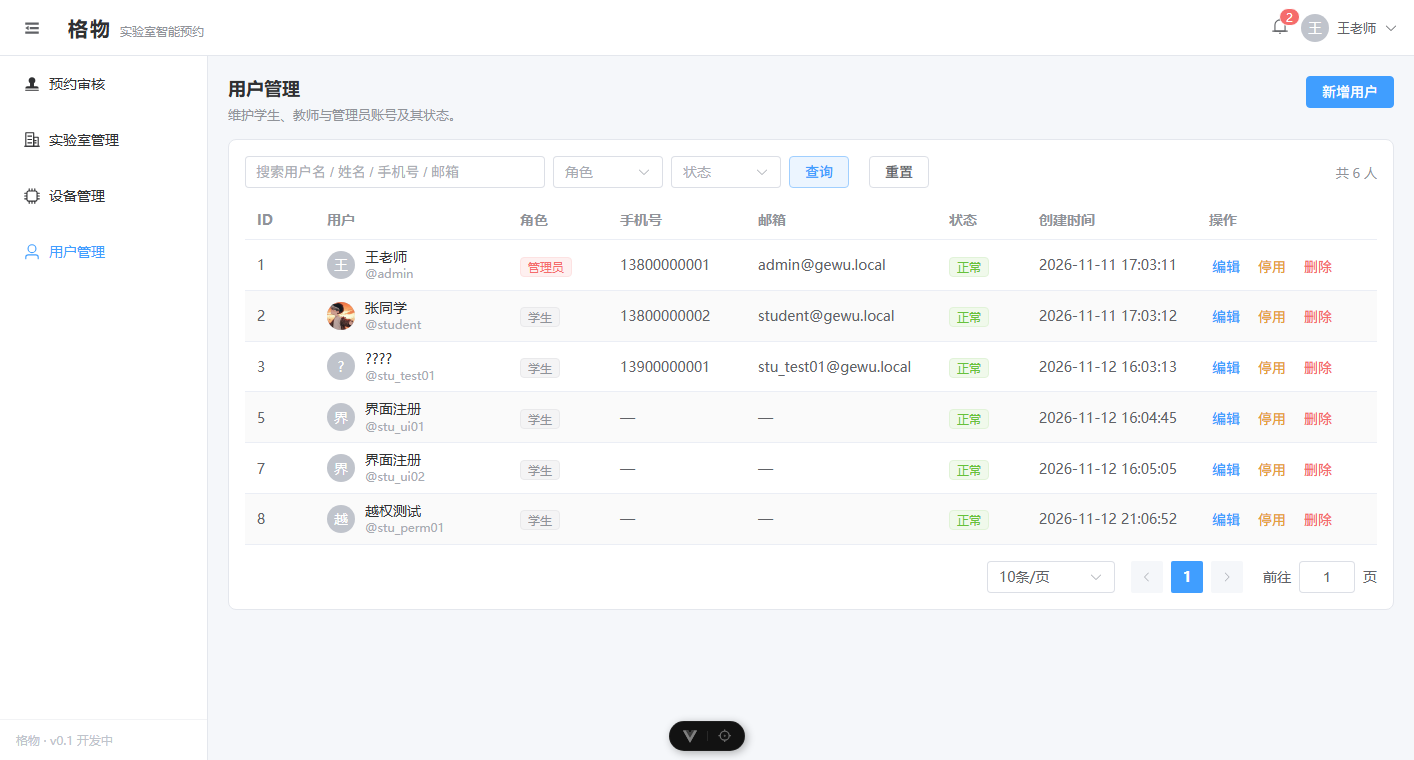 格物 实验室智能预约
2 王 王老师
预约审核
实验室管理
设备管理
用户管理
格物 · v0.1 开发中
用户管理
新增用户
维护学生、教师与管理员账号及其状态。
搜索用户名 / 姓名 / 手机号 / 邮箱 角色 状态 查询 重置 共 6 人
ID 用户 角色 手机号 邮箱 状态 创建时间 操作
1 王 王老师 管理员 13800000001 admin@gewu.local 正常 2026-11-11 17:03:11 编辑 停用 删除
@admin
2 张同学 学生 13800000002 student@gewu.local 正常 2026-11-11 17:03:12 编辑 停用 删除
@student
3 ? ???? 学生 13900000001 stu_test01@gewu.local 正常 2026-11-12 16:03:13 编辑 停用 删除
@stu_test01
5 界 界面注册 学生 — — 正常 2026-11-12 16:04:45 编辑 停用 删除
@stu_ui01
7 界 界面注册 学生 — — 正常 2026-11-12 16:05:05 编辑 停用 删除
@stu_ui02
8 越 越权测试 学生 — — 正常 2026-11-12 21:06:52 编辑 停用 删除
@stu_perm01
10条/页 1 前往 1 页